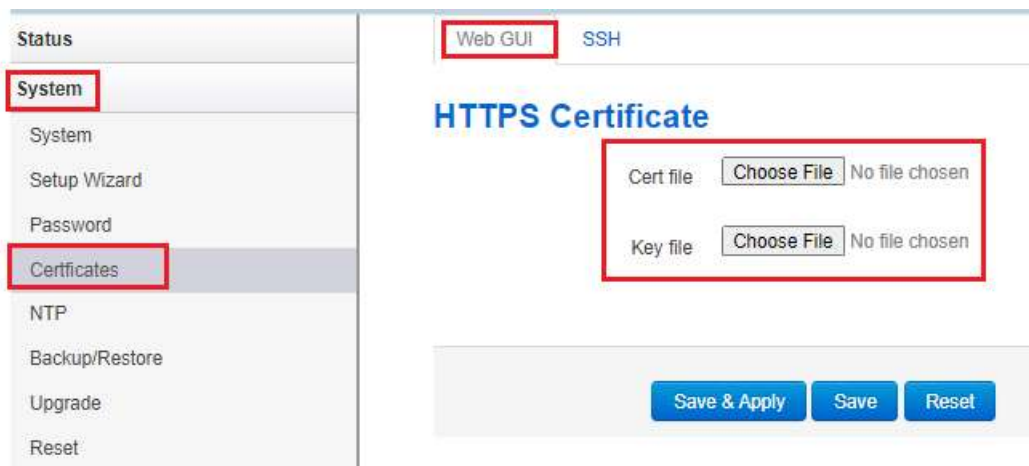 Status
System
System
Setup Wizard
Password
Certficates
NTP
Backup/Restore
Upgrade
Reset
Web GUI SSH
HTTPS Certificate
Cert file Choose File No file chosen
Key file Choose File No file chosen
Save & Apply Save Reset